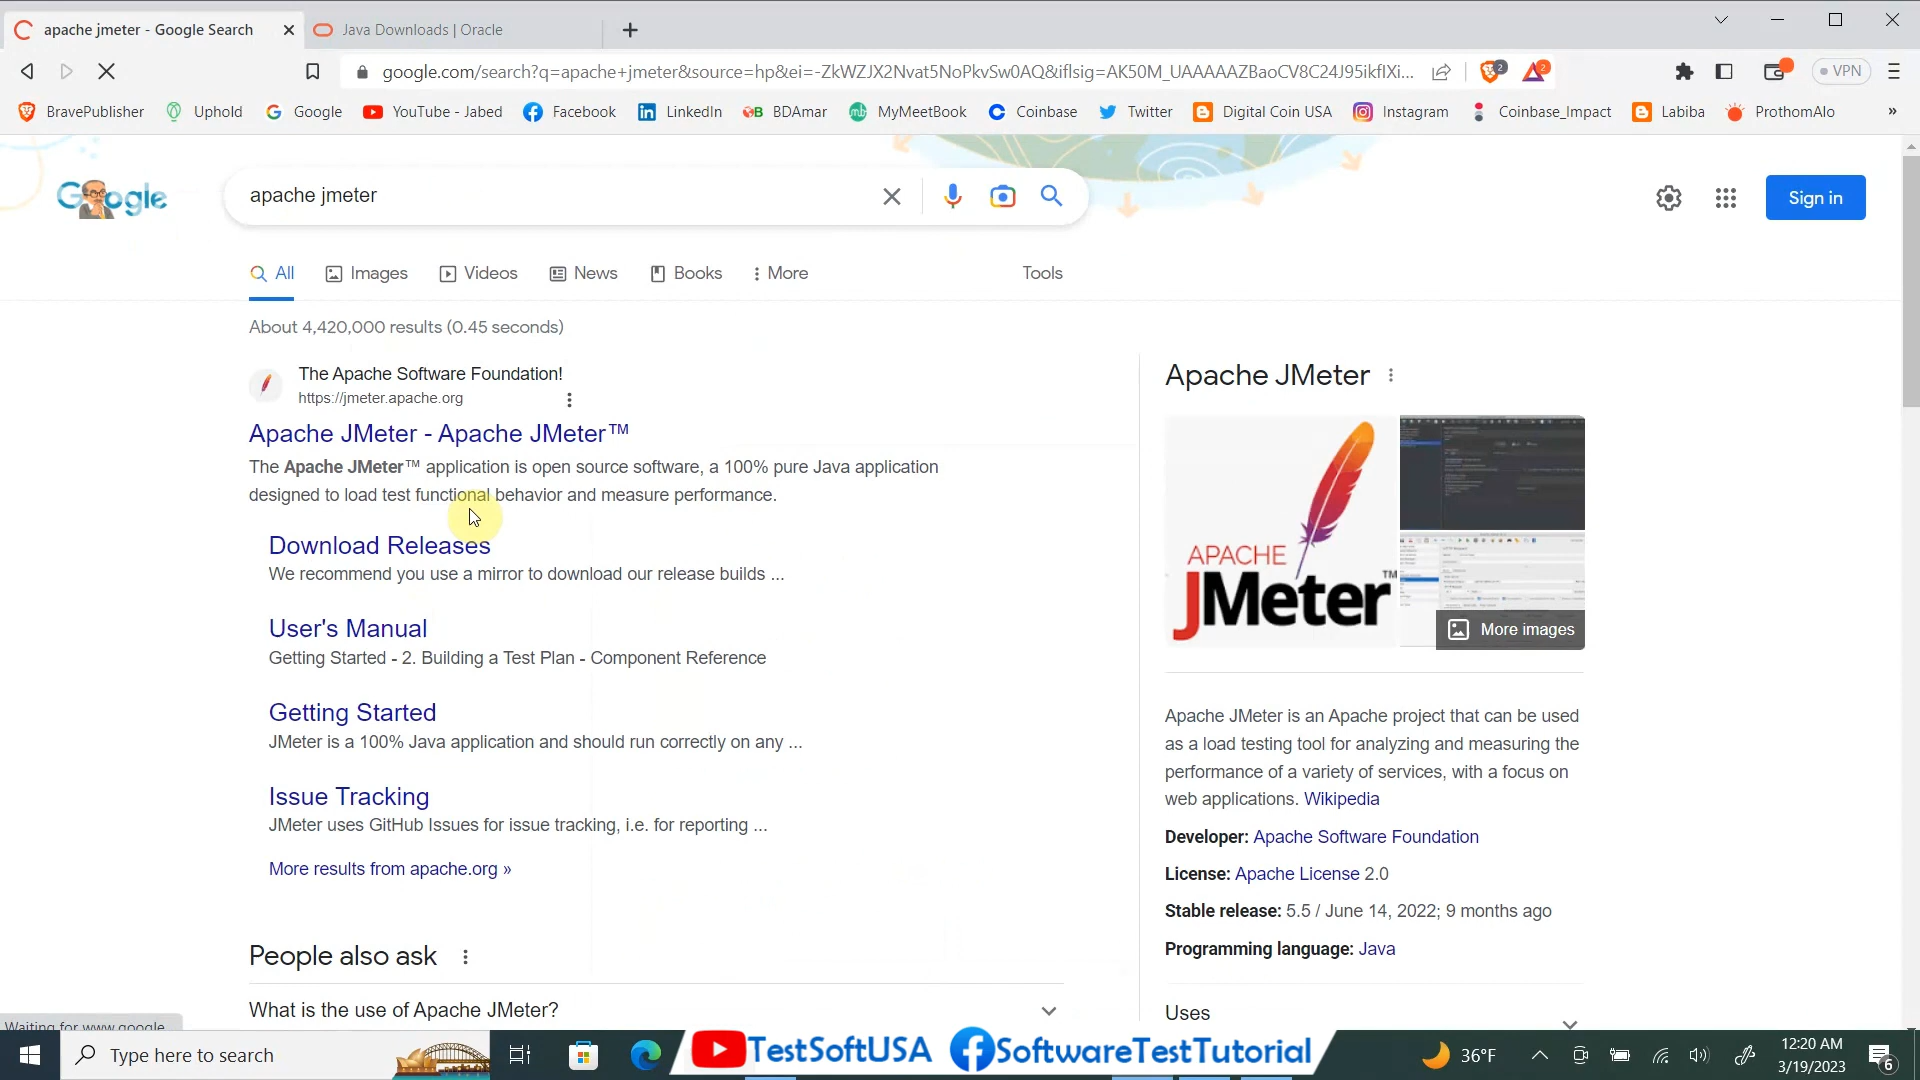 apache jmeter - Google Search
Java Downloads | Oracle
google.com/search?q=apache+jmeter&source=hp&ei=-ZkWZJX2Nvat5NoPkvSw0AQ&iflsig=AK50M_UAAAAAZBaoCV8C24J95ikflXi...
2
2
VPN
BravePublisher
Uphold
Google
YouTube - Jabed
Facebook
LinkedIn
BDAmar
MyMeetBook
Coinbase
Twitter
Digital Coin USA
Instagram
Coinbase_Impact
Labiba
ProthomAlo
»
Google
apache jmeter
Sign in
All
Images
Videos
News
Books
More
Tools
About 4,420,000 results (0.45 seconds)
The Apache Software Foundation!
https://jmeter.apache.org
Apache JMeter - Apache JMeter™
The Apache JMeter™ application is open source software, a 100% pure Java application
designed to load test functional behavior and measure performance.
Download Releases
We recommend you use a mirror to download our release builds ...
User's Manual
Getting Started - 2. Building a Test Plan - Component Reference
Getting Started
JMeter is a 100% Java application and should run correctly on any ...
Issue Tracking
JMeter uses GitHub Issues for issue tracking, i.e. for reporting ...
More results from apache.org »
People also ask
What is the use of Apache JMeter?
Apache JMeter
APACHE
JMeter™
More images
Apache JMeter is an Apache project that can be used
as a load testing tool for analyzing and measuring the
performance of a variety of services, with a focus on
web applications. Wikipedia
Developer: Apache Software Foundation
License: Apache License 2.0
Stable release: 5.5 / June 14, 2022; 9 months ago
Programming language: Java
Uses
Waiting for www.google
Type here to search
TestSoftUSA
SoftwareTestTutorial
36°F
12:20 AM
3/19/2023
6